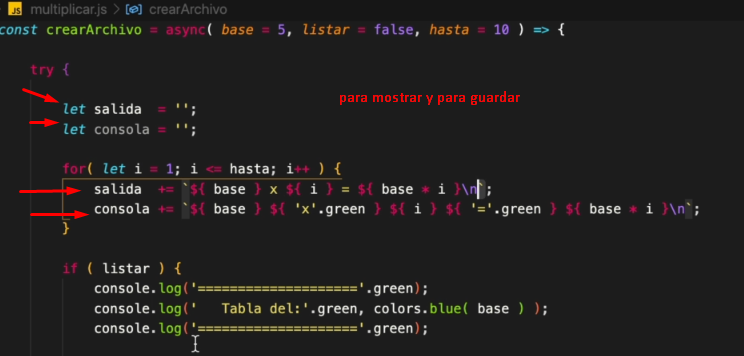 JS multiplicar.js > crearArchivo
const crearArchivo = async( base = 5, listar = false, hasta = 10 ) => {
try {
para mostrar y para guardar
let salida  = '';
let consola = '';
for( let i = 1; i <= hasta; i++ ) {
salida  += `${ base } x ${ i } = ${ base * i }\n`;
consola += `${ base } ${ 'x'.green } ${ i } ${ '='.green } ${ base * i }\n`;
}
if ( listar ) {
console.log('===================='.green);
console.log('   Tabla del:'.green, colors.blue( base ) );
console.log('===================='.green);